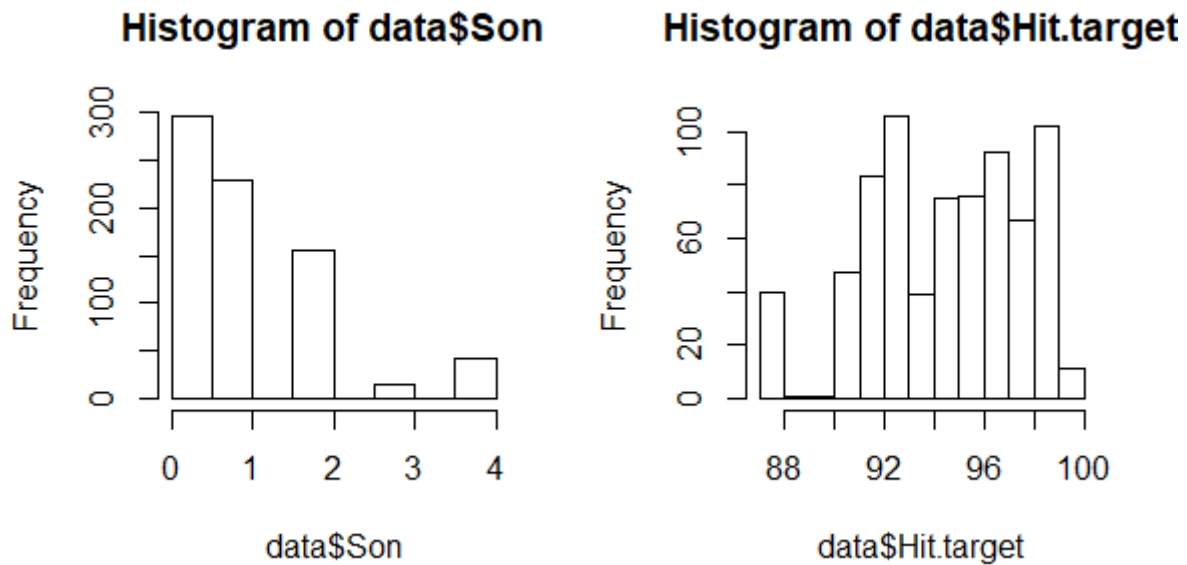 Histogram of data$Son
Frequency
0 100 200 300
0 1 2 3 4
data$Son
Histogram of data$Hit.target
Frequency
0 20 60 100
88 92 96 100
data$Hit.target